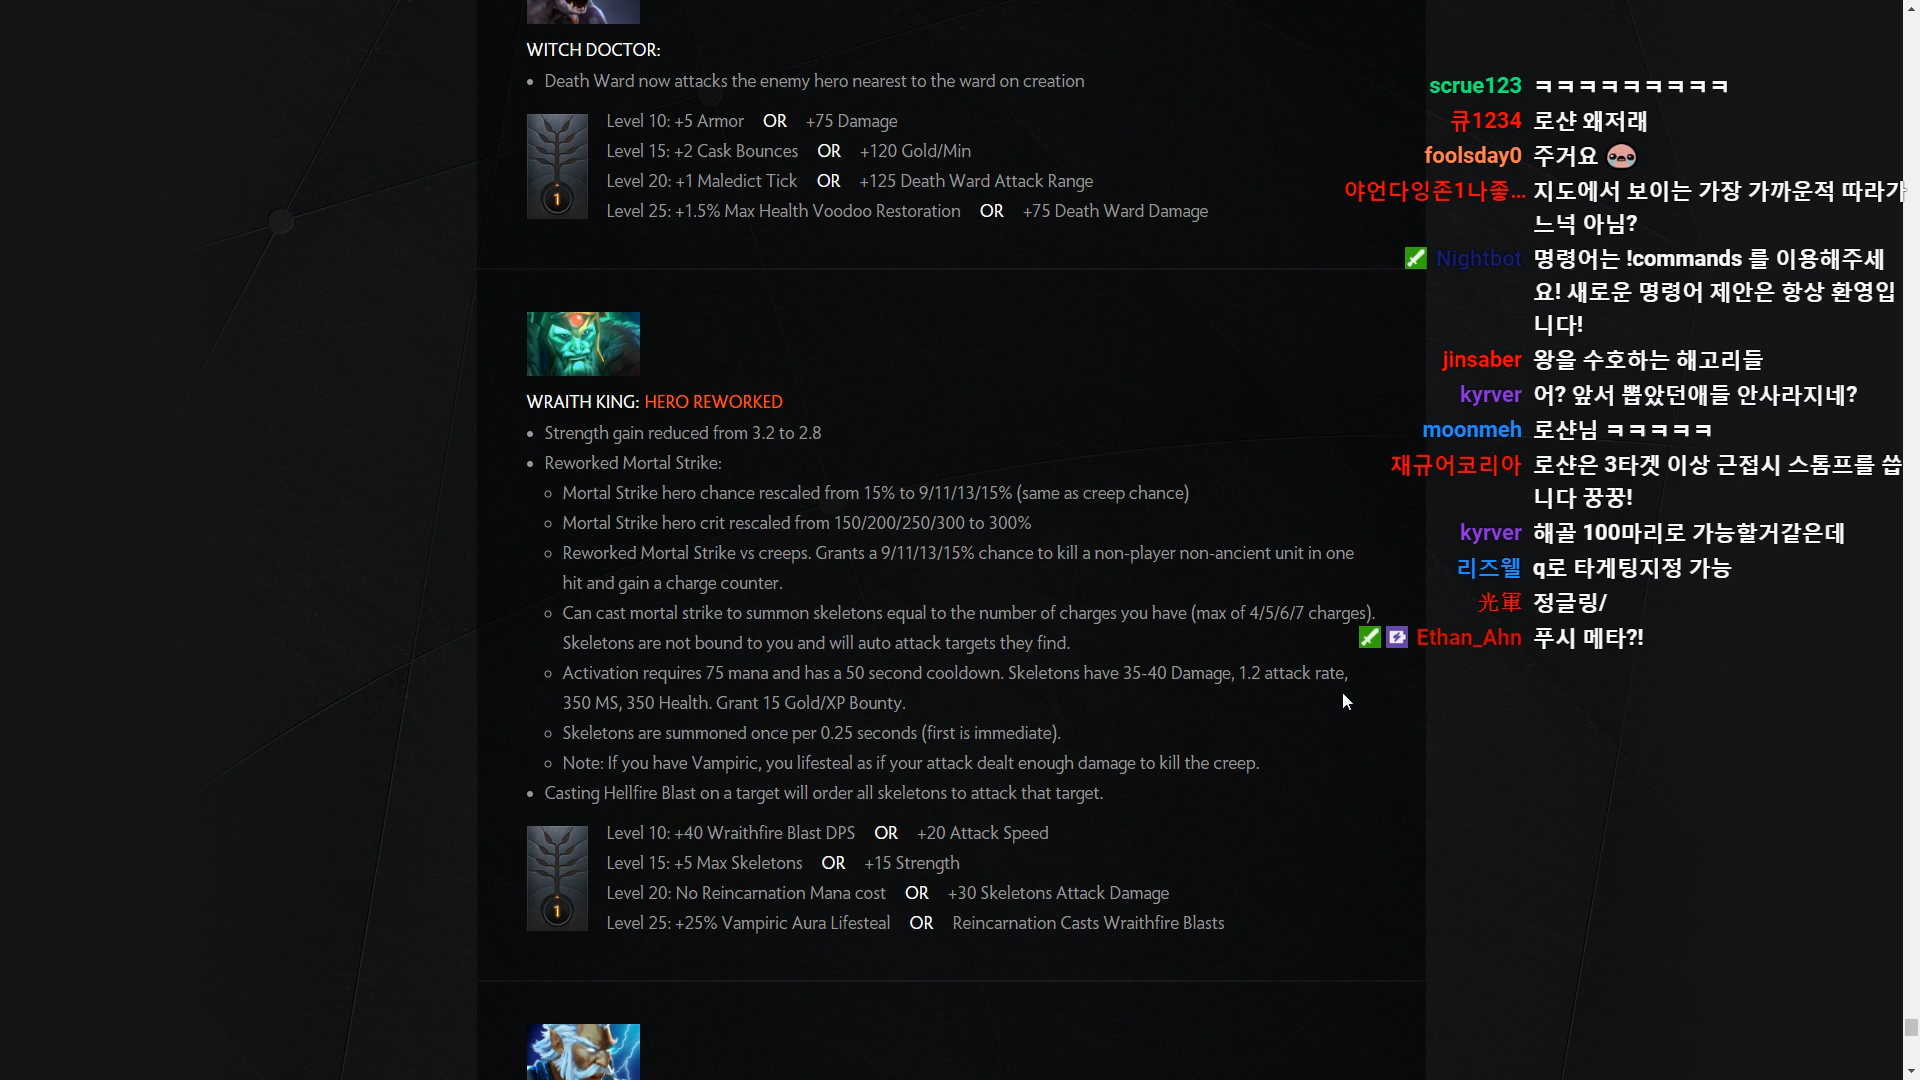 WITCH DOCTOR:
Death Ward now attacks the enemy hero nearest to the ward on creation
Level 10: +5 Armor OR +75 Damage
Level 15: +2 Cask Bounces OR +120 Gold/Min
Level 20: +1 Maledict Tick OR +125 Death Ward Attack Range
Level 25: +1.5% Max Health Voodoo Restoration OR +75 Death Ward Damage
1
WRAITH KING: HERO REWORKED
Strength gain reduced from 3.2 to 2.8
Reworked Mortal Strike:
Mortal Strike hero chance rescaled from 15% to 9/11/13/15% (same as creep chance)
Mortal Strike hero crit rescaled from 150/200/250/300 to 300%
Reworked Mortal Strike vs creeps. Grants a 9/11/13/15% chance to kill a non-player non-ancient unit in one
hit and gain a charge counter.
Can cast mortal strike to summon skeletons equal to the number of charges you have (max of 4/5/6/7 charges).
Skeletons are not bound to you and will auto attack targets they find.
Activation requires 75 mana and has a 50 second cooldown. Skeletons have 35-40 Damage, 1.2 attack rate,
350 MS, 350 Health. Grant 15 Gold/XP Bounty.
Skeletons are summoned once per 0.25 seconds (first is immediate).
Note: If you have Vampiric, you lifesteal as if your attack dealt enough damage to kill the creep.
Casting Hellfire Blast on a target will order all skeletons to attack that target.
Level 10: +40 Wraithfire Blast DPS OR +20 Attack Speed
Level 15: +5 Max Skeletons OR +15 Strength
Level 20: No Reincarnation Mana cost OR +30 Skeletons Attack Damage
Level 25: +25% Vampiric Aura Lifesteal OR Reincarnation Casts Wraithfire Blasts
1
scrue123 ㅋㅋㅋㅋㅋㅋㅋㅋㅋ
큐1234 로샨 왜저래
foolsday0 주거요
야언다잉존1나좋... 지도에서 보이는 가장 가까운적 따라가
느넉 아님?
Nightbot 명령어는 !commands 를 이용해주세
요! 새로운 명령어 제안은 항상 환영입
니다!
jinsaber 왕을 수호하는 해고리들
kyrver 어? 앞서 뽑았던애들 안사라지네?
moonmeh 로샨님 ㅋㅋㅋㅋㅋ
재규어코리아 로샨은 3타겟 이상 근접시 스톰프를 씁
니다 꿍꿍!
kyrver 해골 100마리로 가능할거같은데
리즈웰 q로 타게팅지정 가능
光軍 정글링/
Ethan_Ahn 푸시 메타?!